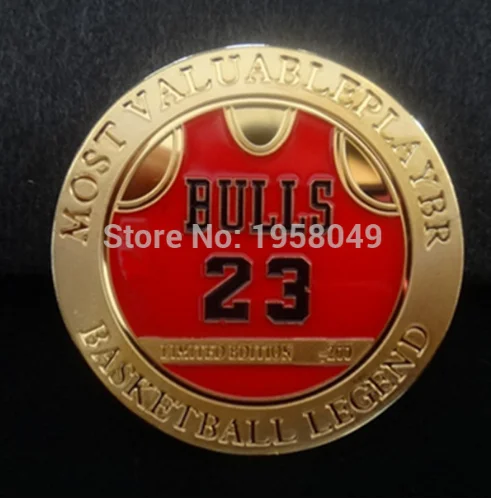 MOST VALUABLEPLAYBR
BULLS
Store No: 1958049
23
LIMITED EDITION
BASKETBALL LEGEND